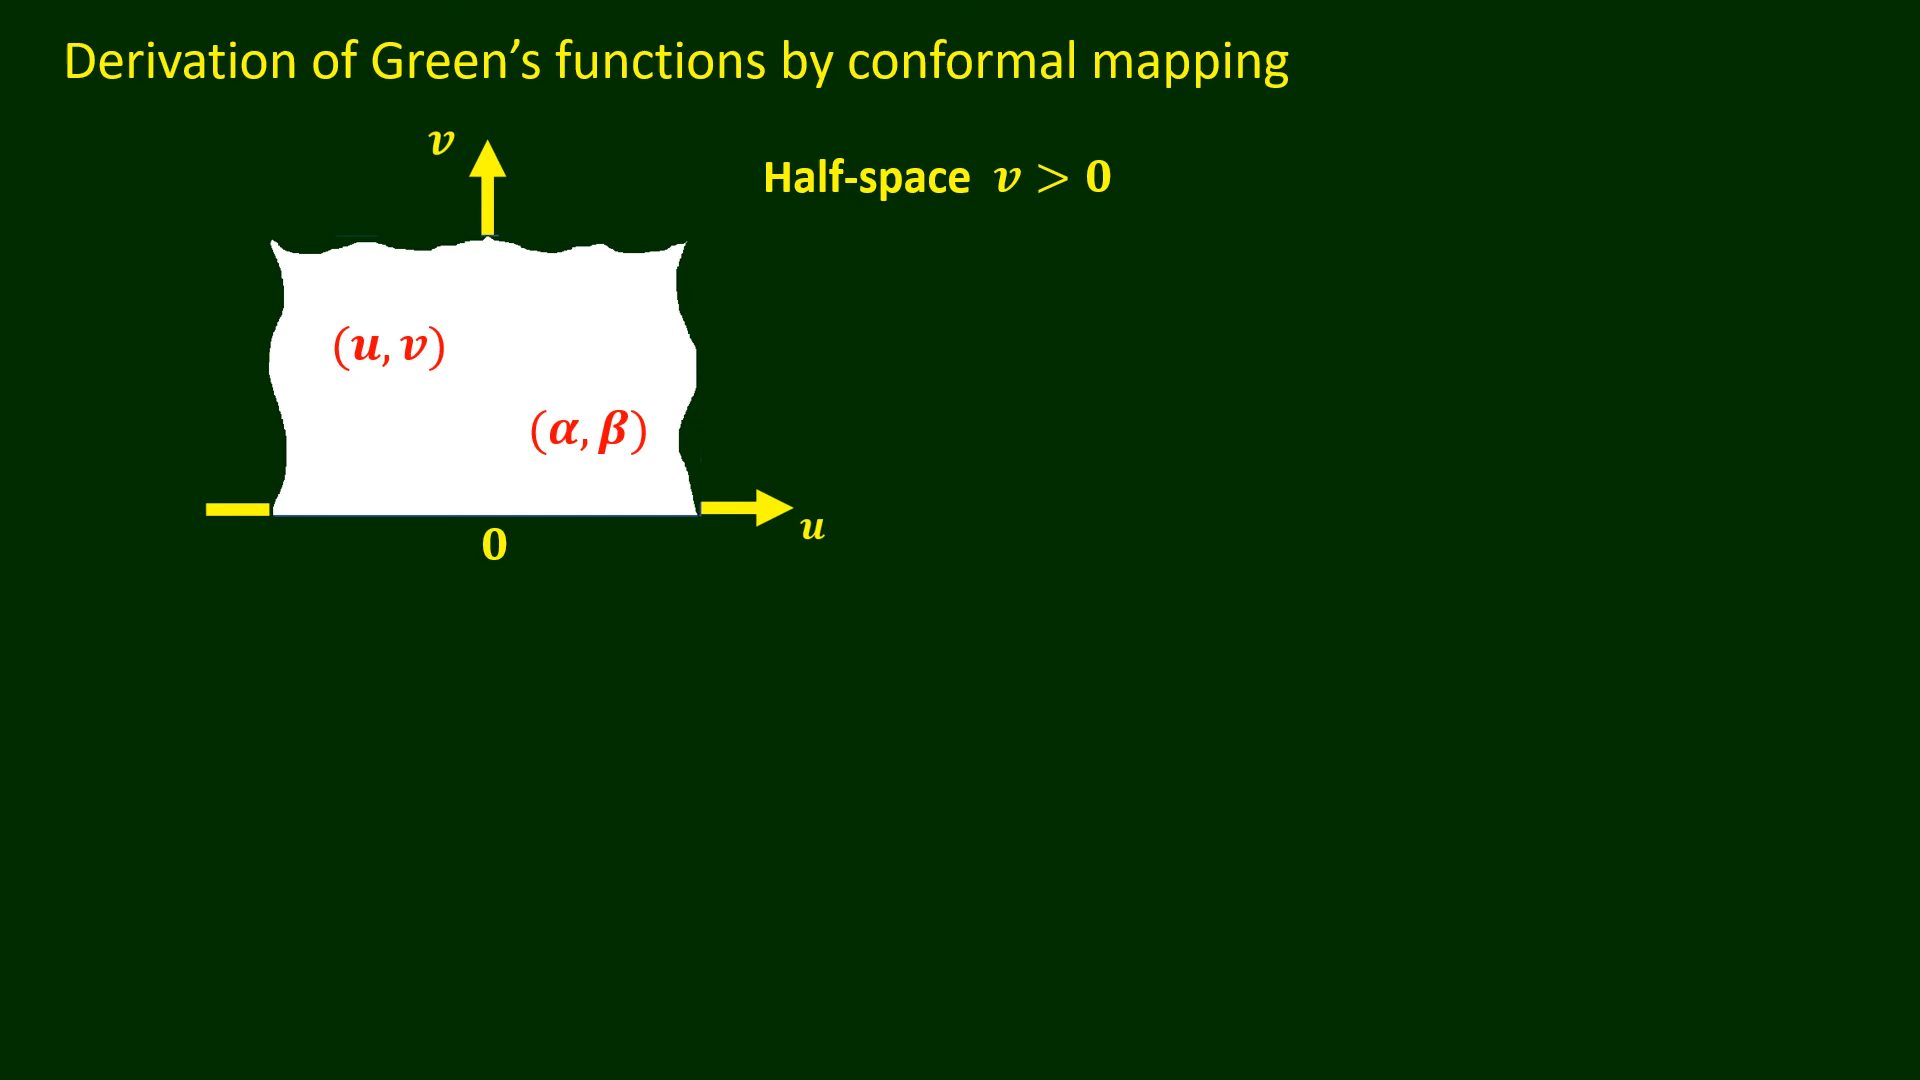 Derivation of Green’s functions by conformal mapping
v
Half-space v > 0
(u, v)
(α, β)
u
0